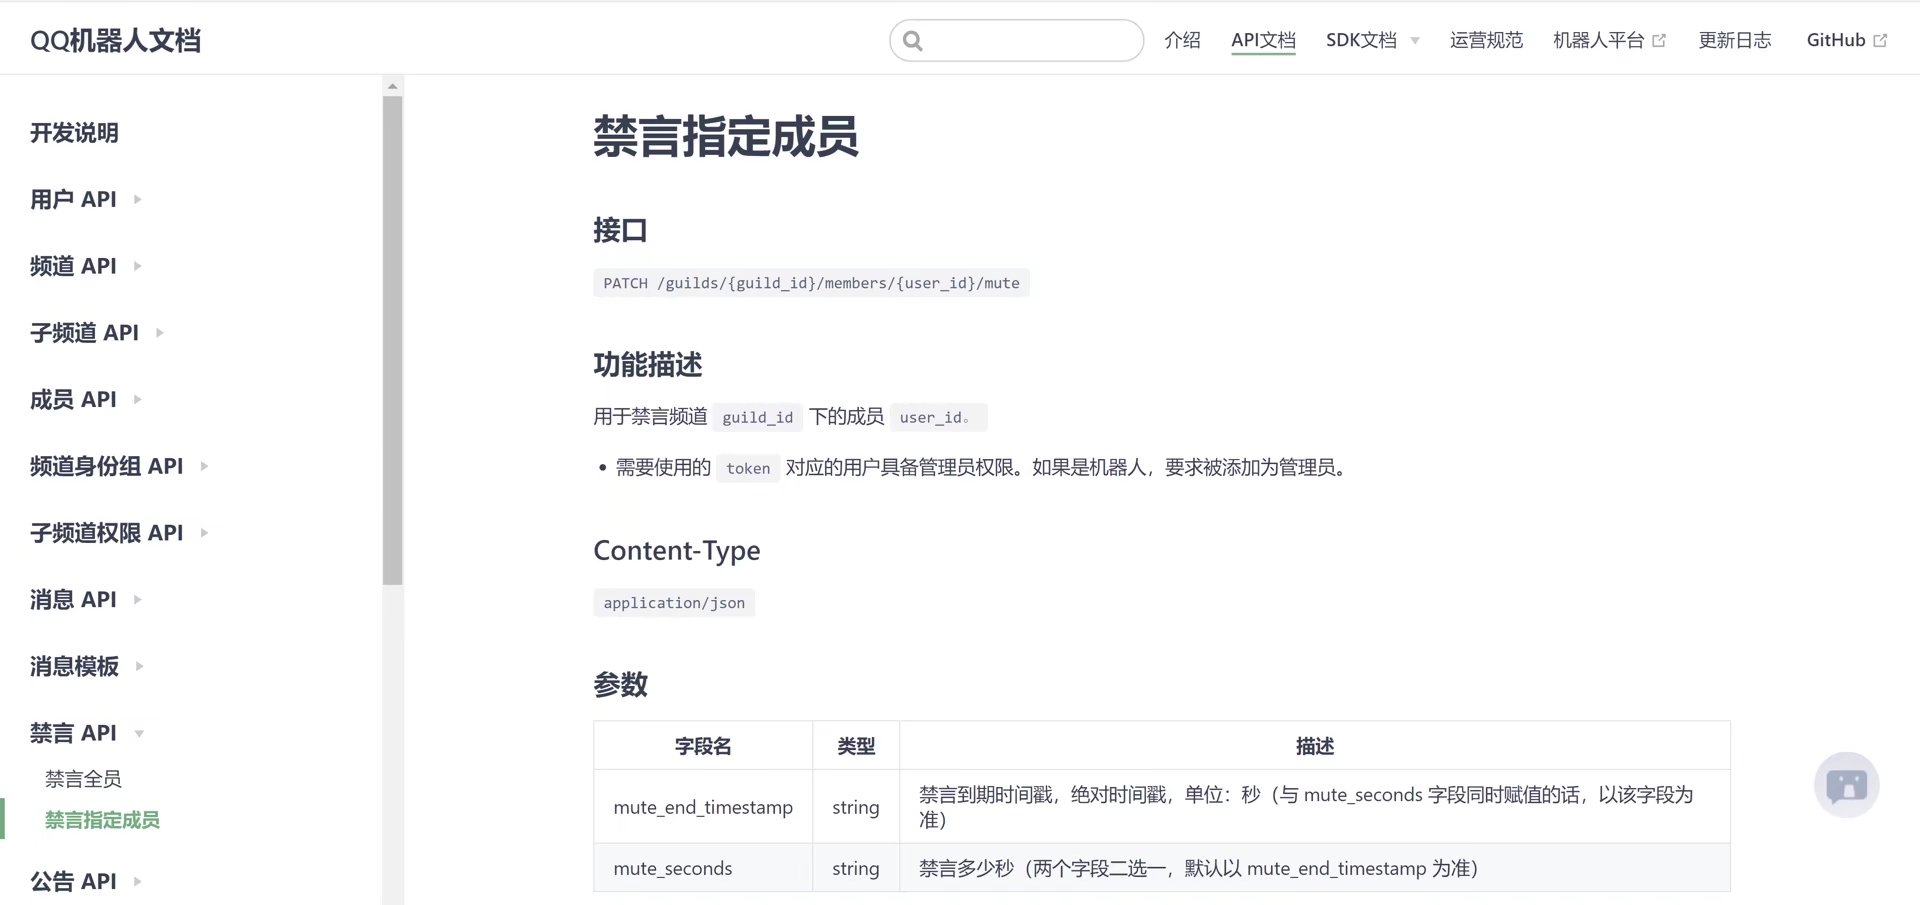 QQ机器人文档
介绍
API文档
SDK文档
运营规范
机器人平台
更新日志
GitHub
开发说明
用户 API
频道 API
子频道 API
成员 API
频道身份组 API
子频道权限 API
消息 API
消息模板
禁言 API
禁言全员
禁言指定成员
公告 API
禁言指定成员
接口
PATCH /guilds/{guild_id}/members/{user_id}/mute
功能描述
用于禁言频道 guild_id 下的成员 user_id。
• 需要使用的 token 对应的用户具备管理员权限。如果是机器人，要求被添加为管理员。
Content-Type
application/json
参数
字段名 类型 描述
mute_end_timestamp string 禁言到期时间戳，绝对时间戳，单位：秒（与 mute_seconds 字段同时赋值的话，以该字段为
准）
mute_seconds string 禁言多少秒（两个字段二选一，默认以 mute_end_timestamp 为准）